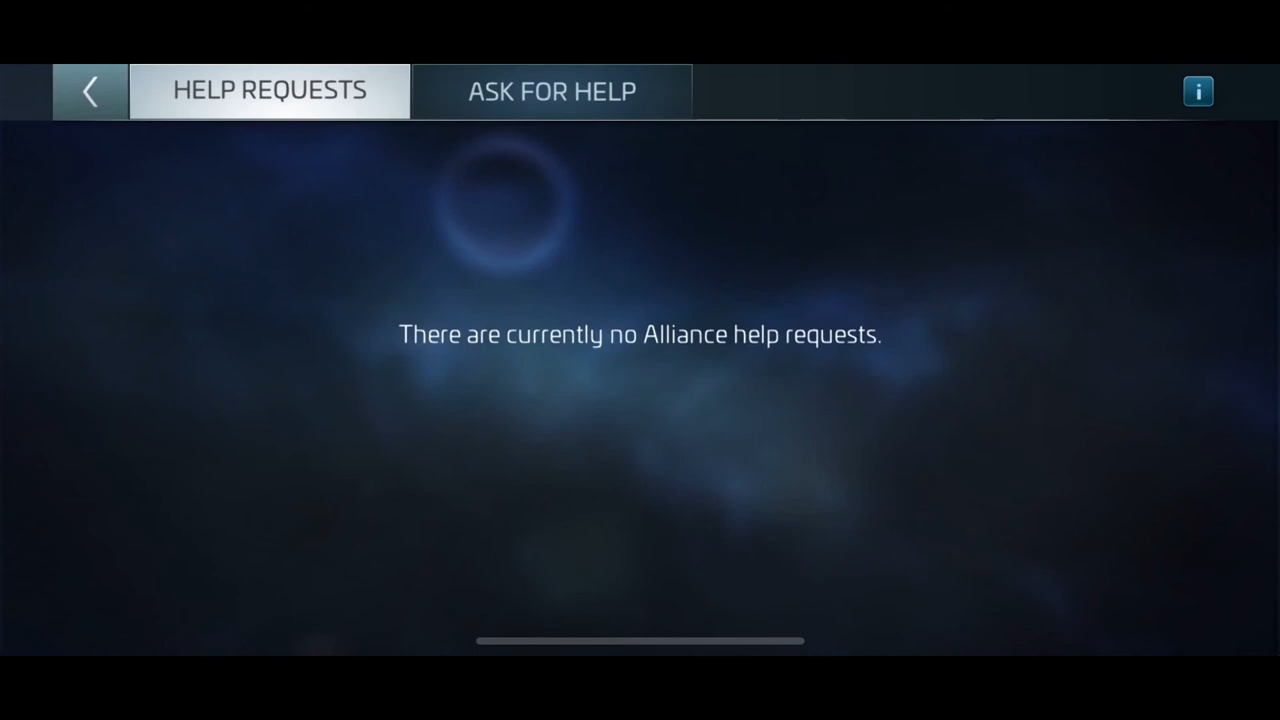 HELP REQUESTS
ASK FOR HELP
i
There are currently no Alliance help requests.